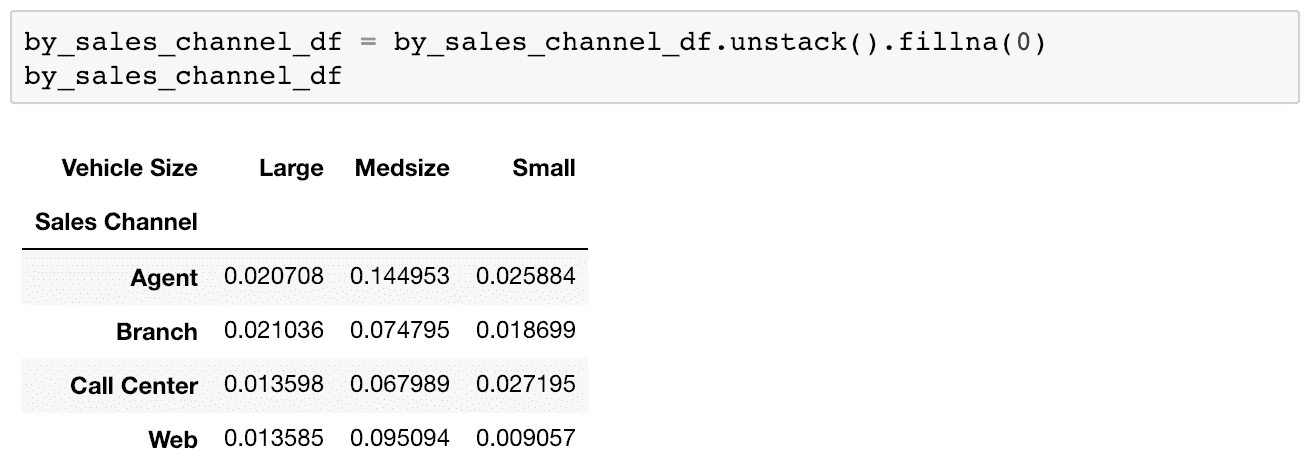 by_sales_channel_df = by_sales_channel_df.unstack().fillna(0)
by_sales_channel_df
Vehicle Size Large Medsize Small
Sales Channel
Agent 0.020708 0.144953 0.025884
Branch 0.021036 0.074795 0.018699
Call Center 0.013598 0.067989 0.027195
Web 0.013585 0.095094 0.009057